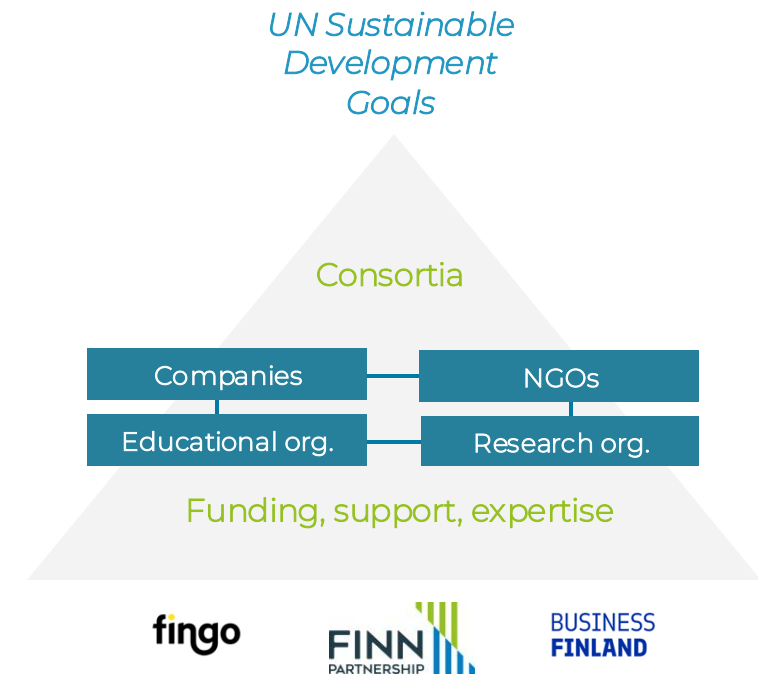 UN Sustainable
Development
Goals
Consortia
Companies
NGOs
Educational org.
Research org.
Funding, support, expertise
fingo
FINN
PARTNERSHIP
BUSINESS
FINLAND